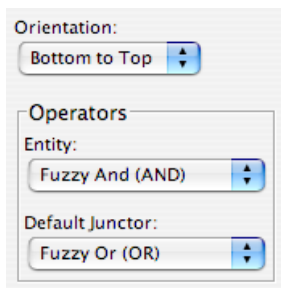 Orientation:
Bottom to Top
Operators
Entity:
Fuzzy And (AND)
Default Junctor:
Fuzzy Or (OR)